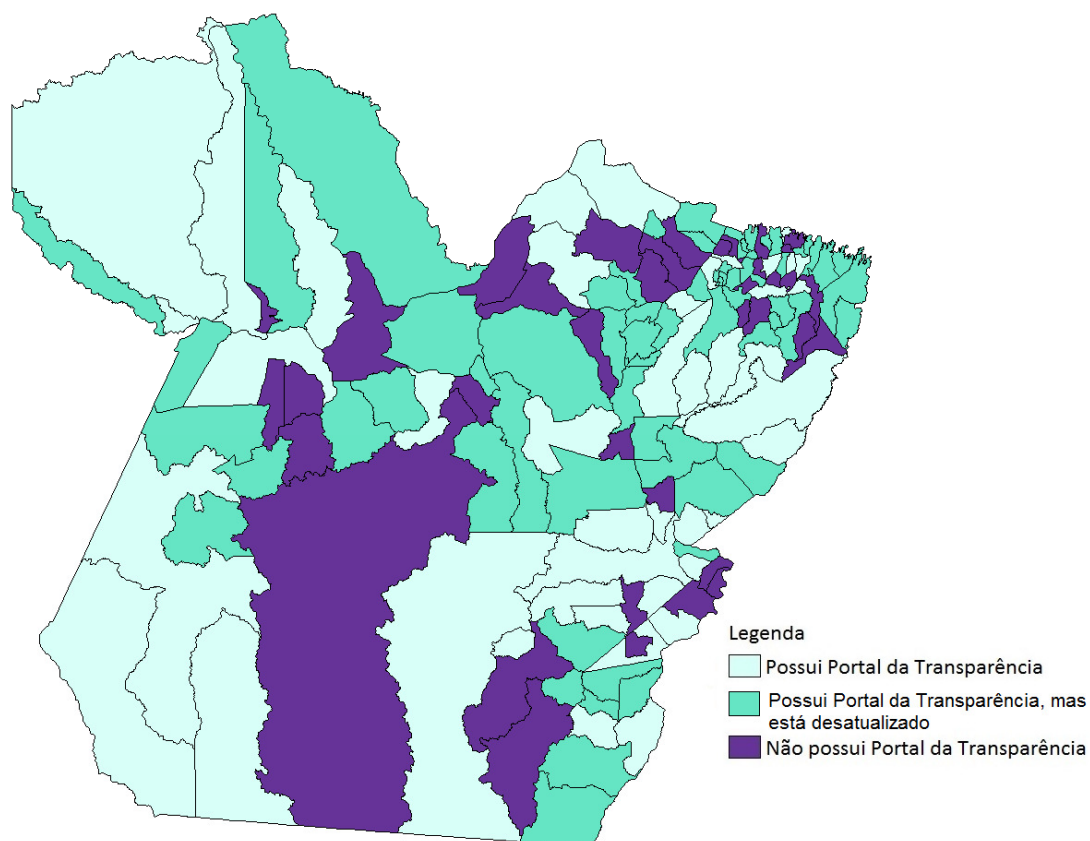 Legenda
Possui Portal da Transparência
Possui Portal da Transparência, mas
está desatualizado
Não possui Portal da Transparência